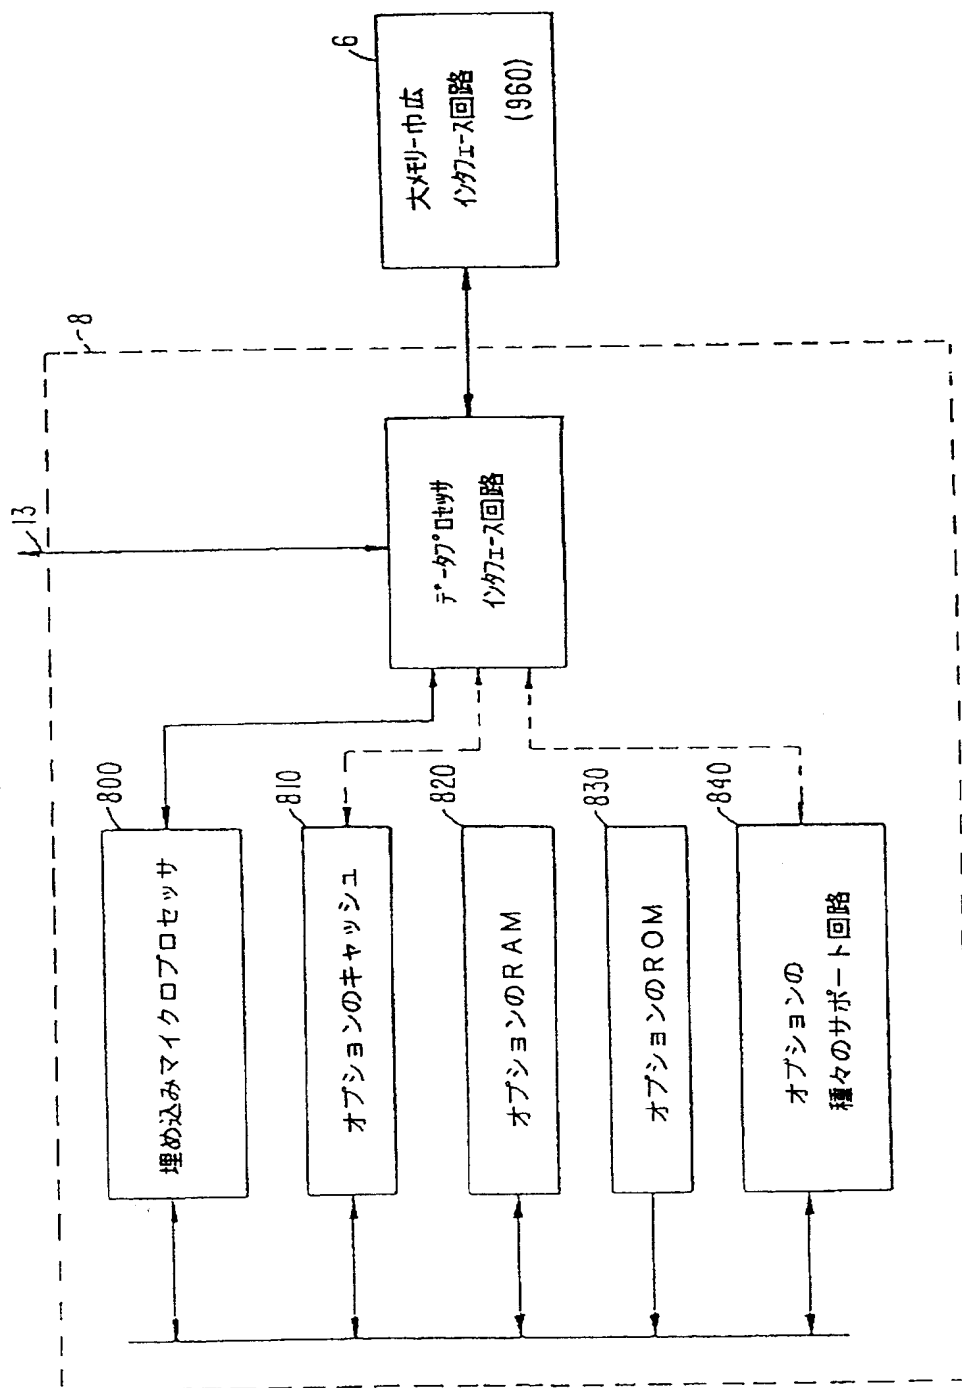 6
大メモリー巾広
インタフェース回路
(960)
8
13
データプロセッサ
インタフェース回路
800
埋め込みマイクロプロセッサ
810
オプションのキャッシュ
820
オプションのRAM
830
オプションのROM
840
オプションの
種々のサポート回路